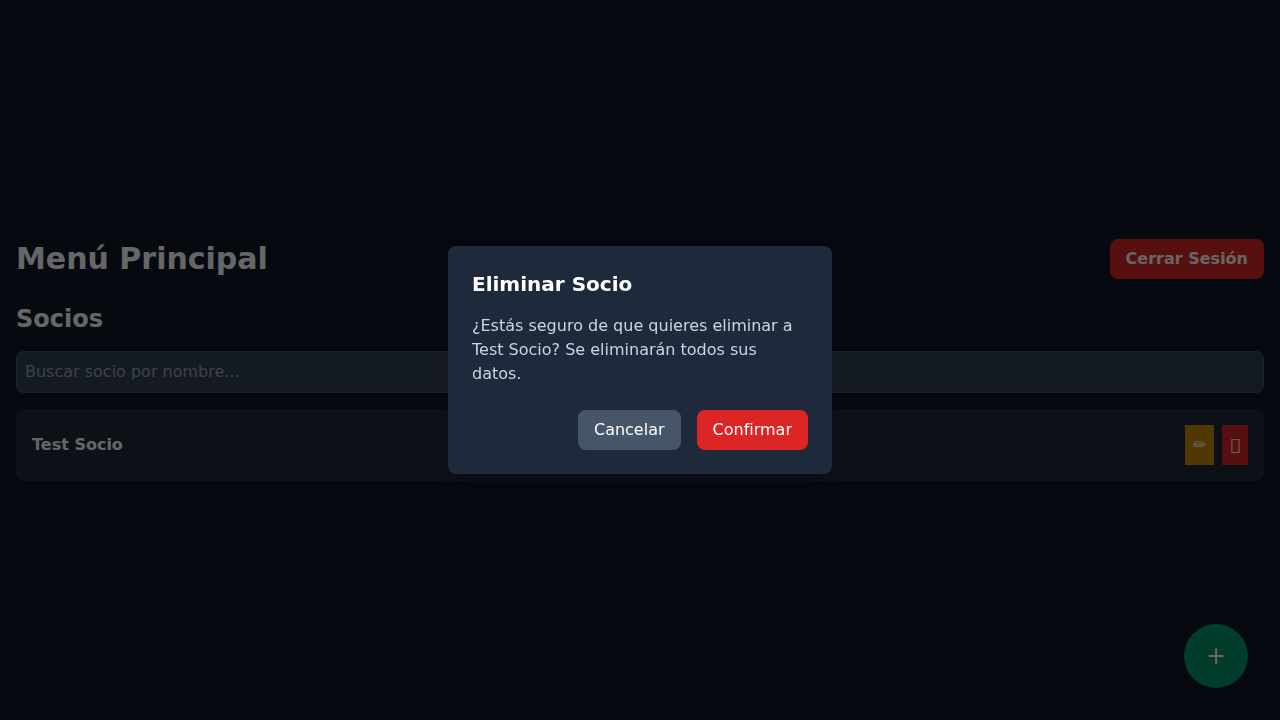 Menú Principal
Cerrar Sesión
Socios
Buscar socio por nombre...
Test Socio
Eliminar Socio
¿Estás seguro de que quieres eliminar a
Test Socio? Se eliminarán todos sus
datos.
Cancelar
Confirmar
+